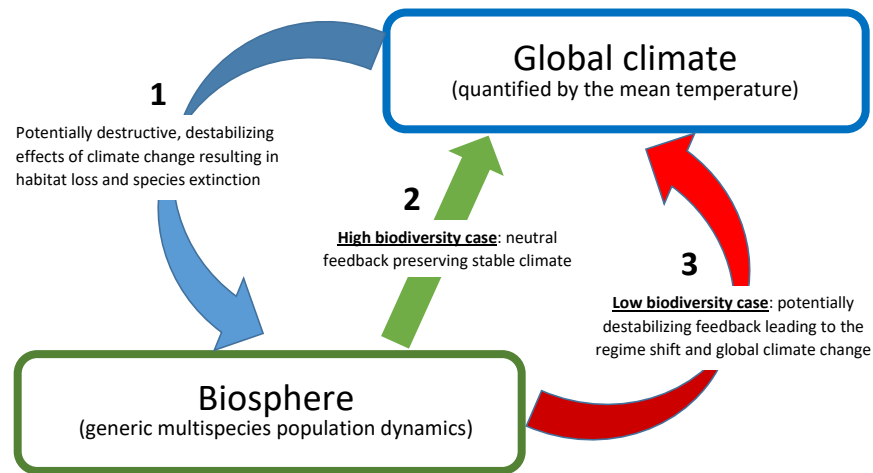 Global climate
(quantified by the mean temperature)
1
Potentially destructive, destabilizing
effects of climate change resulting in
habitat loss and species extinction
2
High biodiversity case: neutral
feedback preserving stable climate
3
Low biodiversity case: potentially
destabilizing feedback leading to the
regime shift and global climate change
Biosphere
(generic multispecies population dynamics)